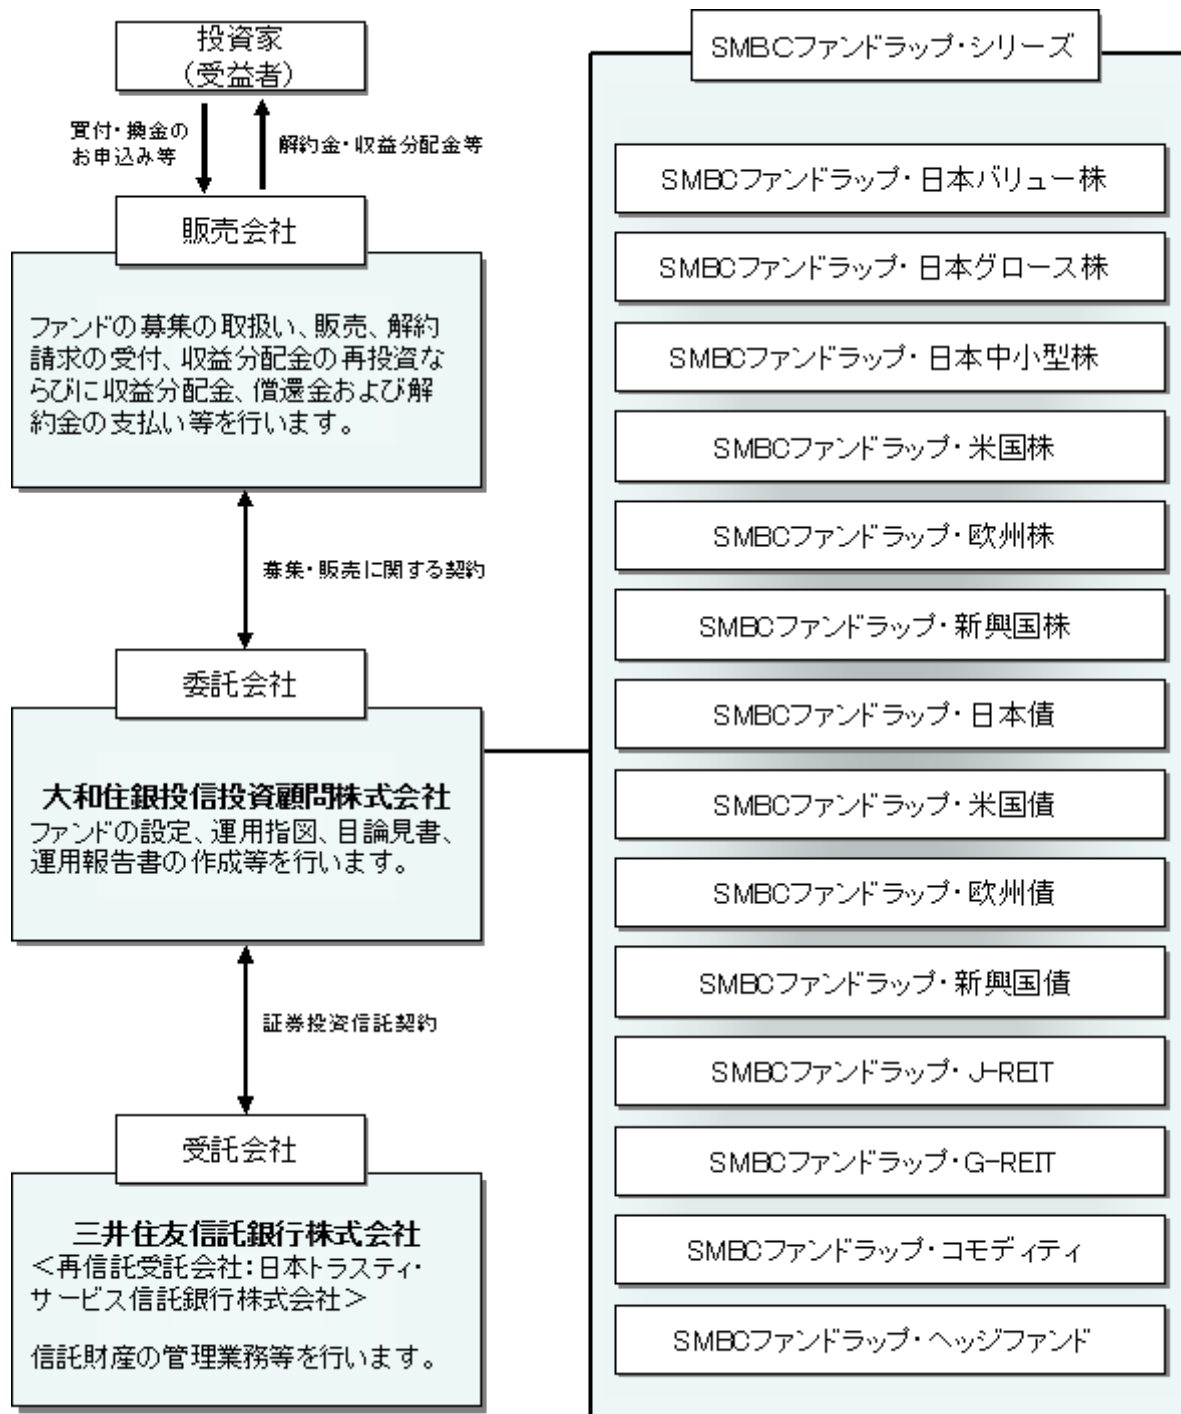 投資家
（受益者）
買付・換金の
お申込み等
解約金・収益分配金等
販売会社
ファンドの募集の取扱い、販売、解約
請求の受付、収益分配金の再投資な
らびに収益分配金、償還金および解
約金の支払い等を行います。
募集・販売に関する契約
委託会社
大和住銀投信投資顧問株式会社
ファンドの設定、運用指図、目論見書、
運用報告書の作成等を行います。
証券投資信託契約
受託会社
三井住友信託銀行株式会社
＜再信託受託会社：日本トラスティ・
サービス信託銀行株式会社＞
信託財産の管理業務等を行います。
SMBCファンドラップ・シリーズ
SMBCファンドラップ・日本バリュー株
SMBCファンドラップ・日本グロース株
SMBCファンドラップ・日本中小型株
SMBCファンドラップ・米国株
SMBCファンドラップ・欧州株
SMBCファンドラップ・新興国株
SMBCファンドラップ・日本債
SMBCファンドラップ・米国債
SMBCファンドラップ・欧州債
SMBCファンドラップ・新興国債
SMBCファンドラップ・J-REIT
SMBCファンドラップ・G-REIT
SMBCファンドラップ・コモディティ
SMBCファンドラップ・ヘッジファンド